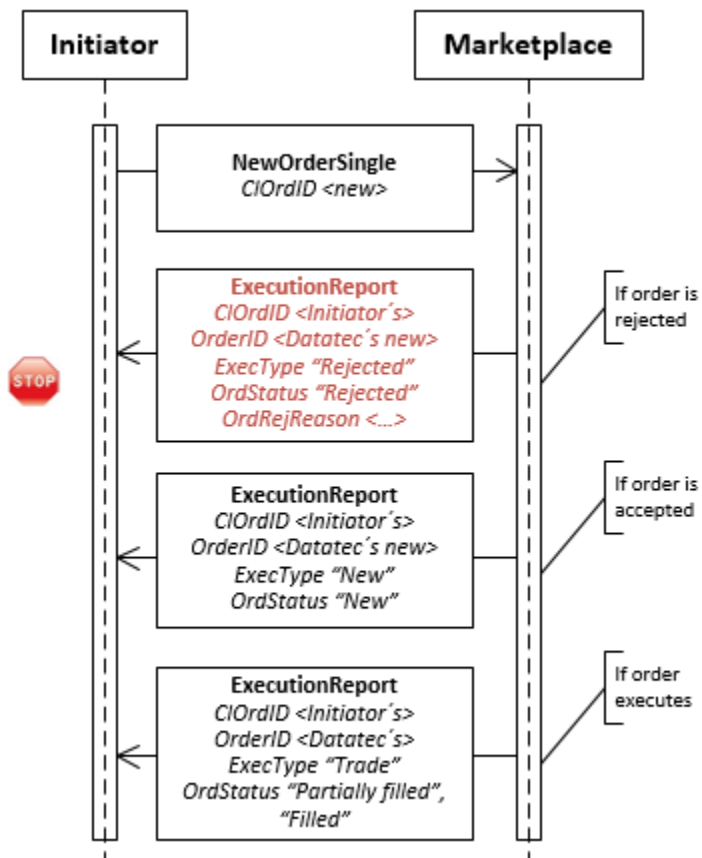 Initiator
Marketplace
NewOrderSingle
ClOrdID <new>
ExecutionReport
ClOrdID <Initiator´s>
OrderID <Datatec´s new>
ExecType “Rejected”
OrdStatus “Rejected”
OrdRejReason <...>
If order is
rejected
STOP
ExecutionReport
ClOrdID <Initiator´s>
OrderID <Datatec´s new>
ExecType “New”
OrdStatus “New”
If order is
accepted
ExecutionReport
ClOrdID <Initiator´s>
OrderID <Datatec´s>
ExecType “Trade”
OrdStatus “Partially filled”,
“Filled”
If order
executes